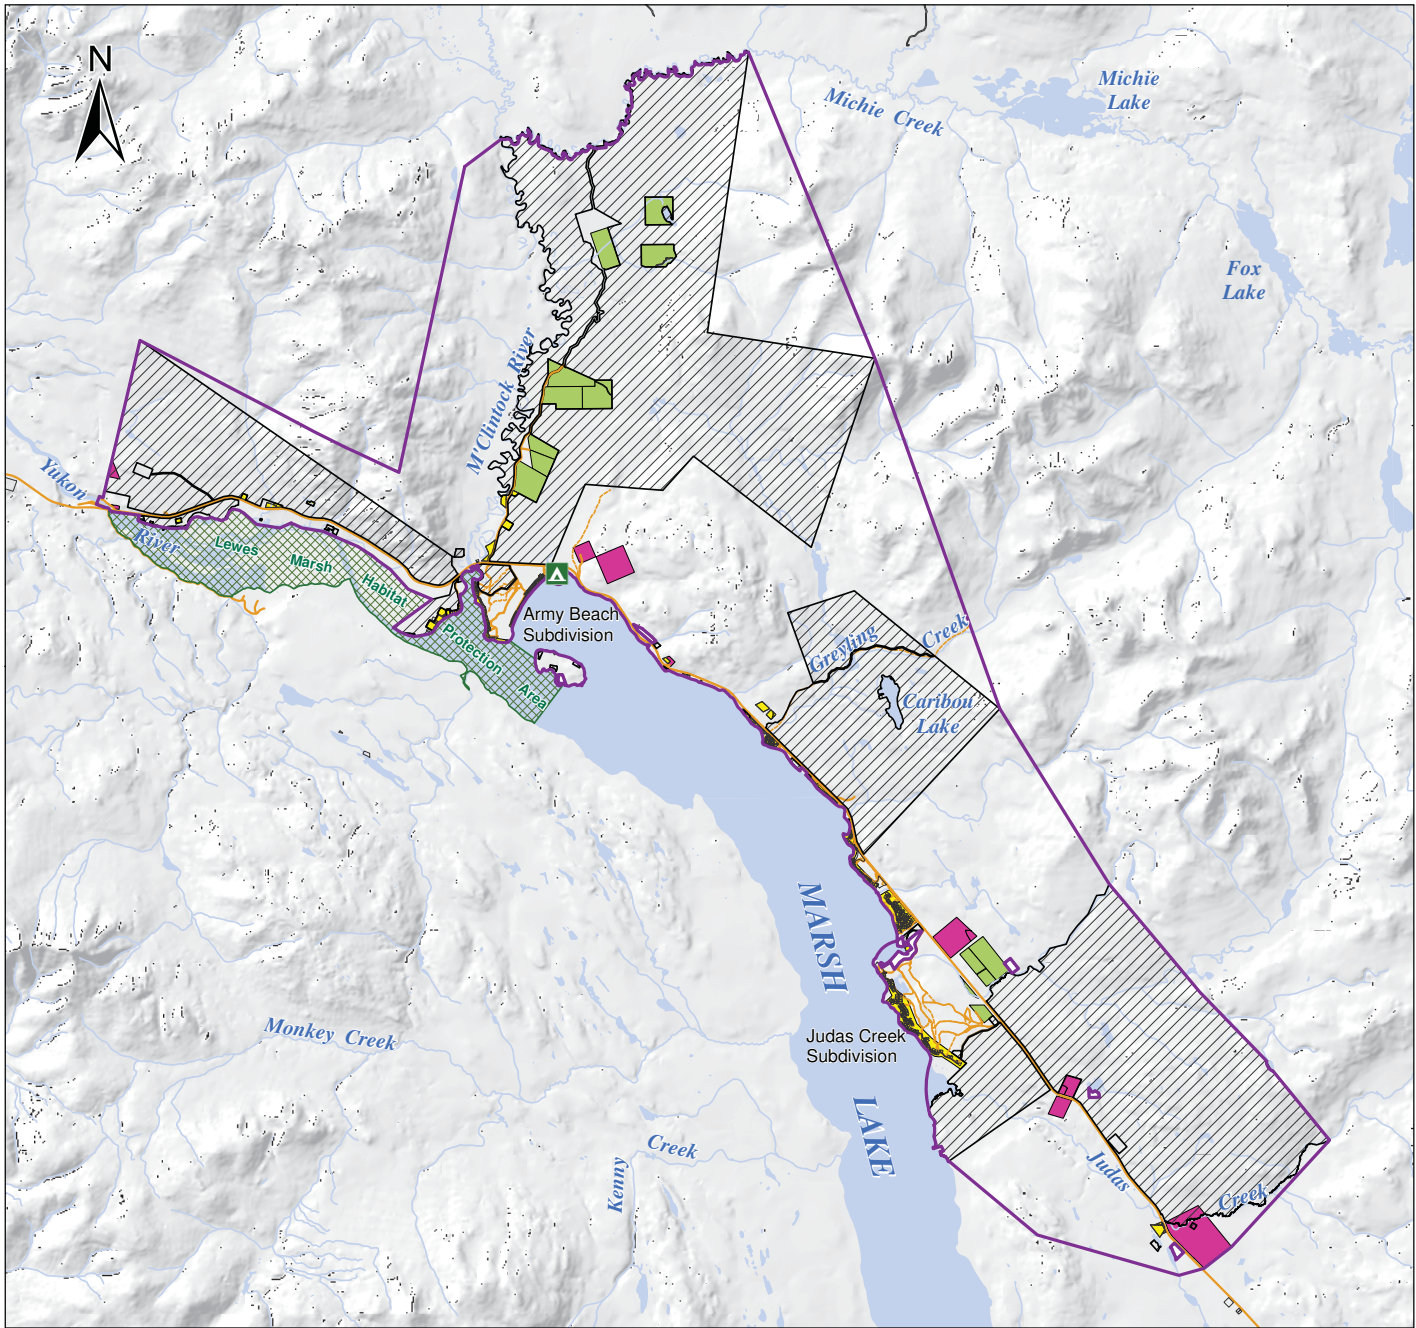 N
Michie
Lake
Michie Creek
Fox
Lake
M'Clintock River
Yukon
River
Lewes
Marsh
Habitat
Protection
Area
Army Beach
Subdivision
Greyling
Creek
Caribou
Lake
MARSH
LAKE
Monkey Creek
Judas Creek
Subdivision
Kenny
Creek
Judas
Creek